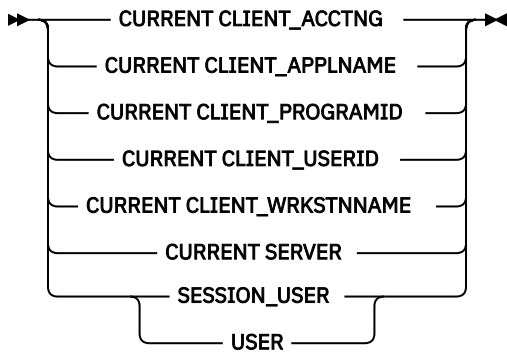 CURRENT CLIENT_ACCTNG
CURRENT CLIENT_APPLNAME
CURRENT CLIENT_PROGRAMID
CURRENT CLIENT_USERID
CURRENT CLIENT_WRKSTNNAME
CURRENT SERVER
SESSION_USER
USER